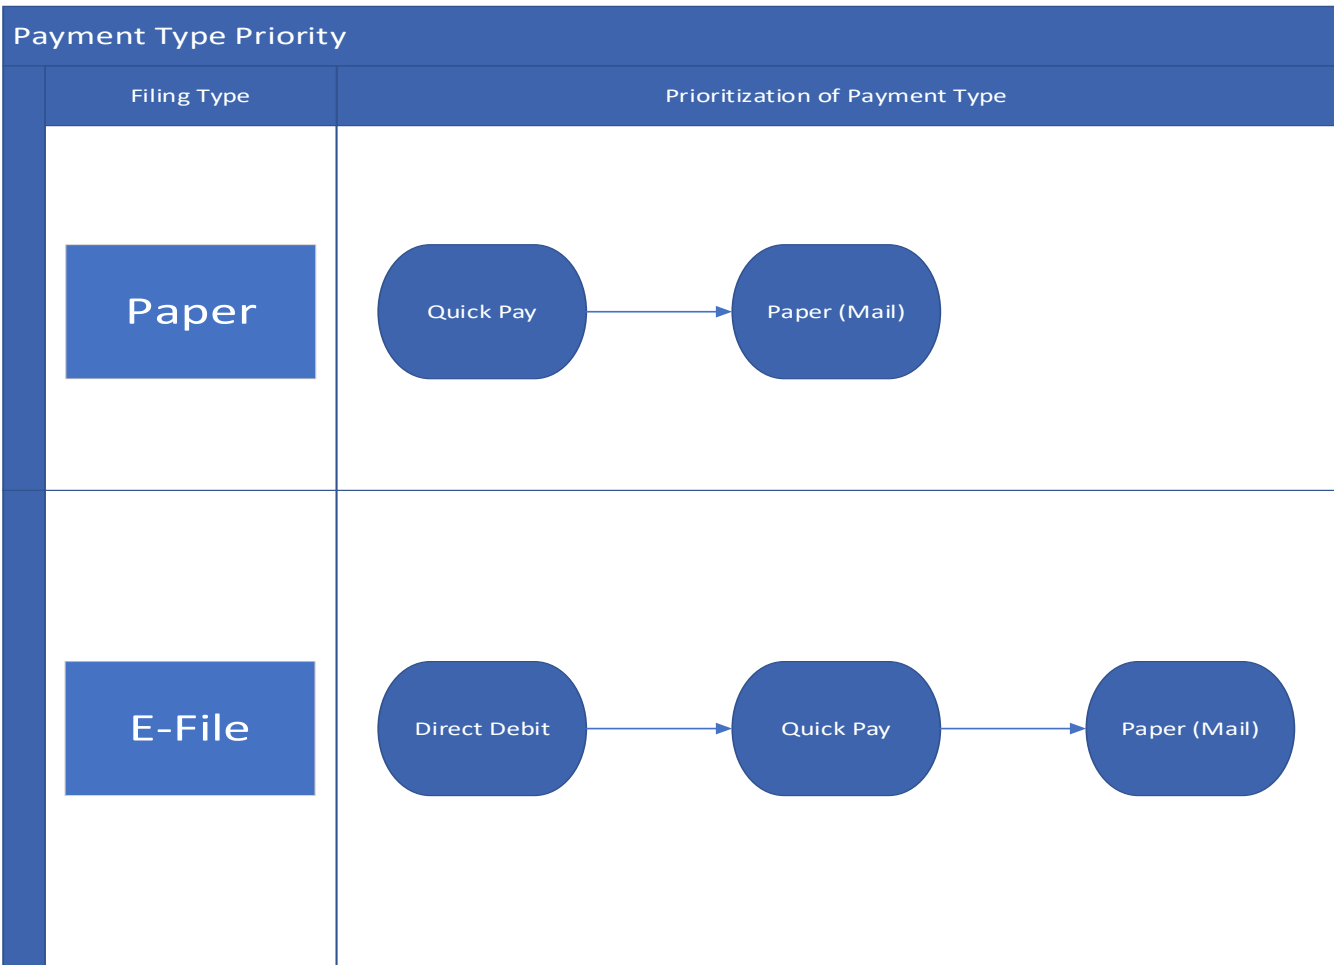 Payment Type Priority
Filing Type
Prioritization of Payment Type
Paper
Quick Pay
Paper (Mail)
E-File
Direct Debit
Quick Pay
Paper (Mail)